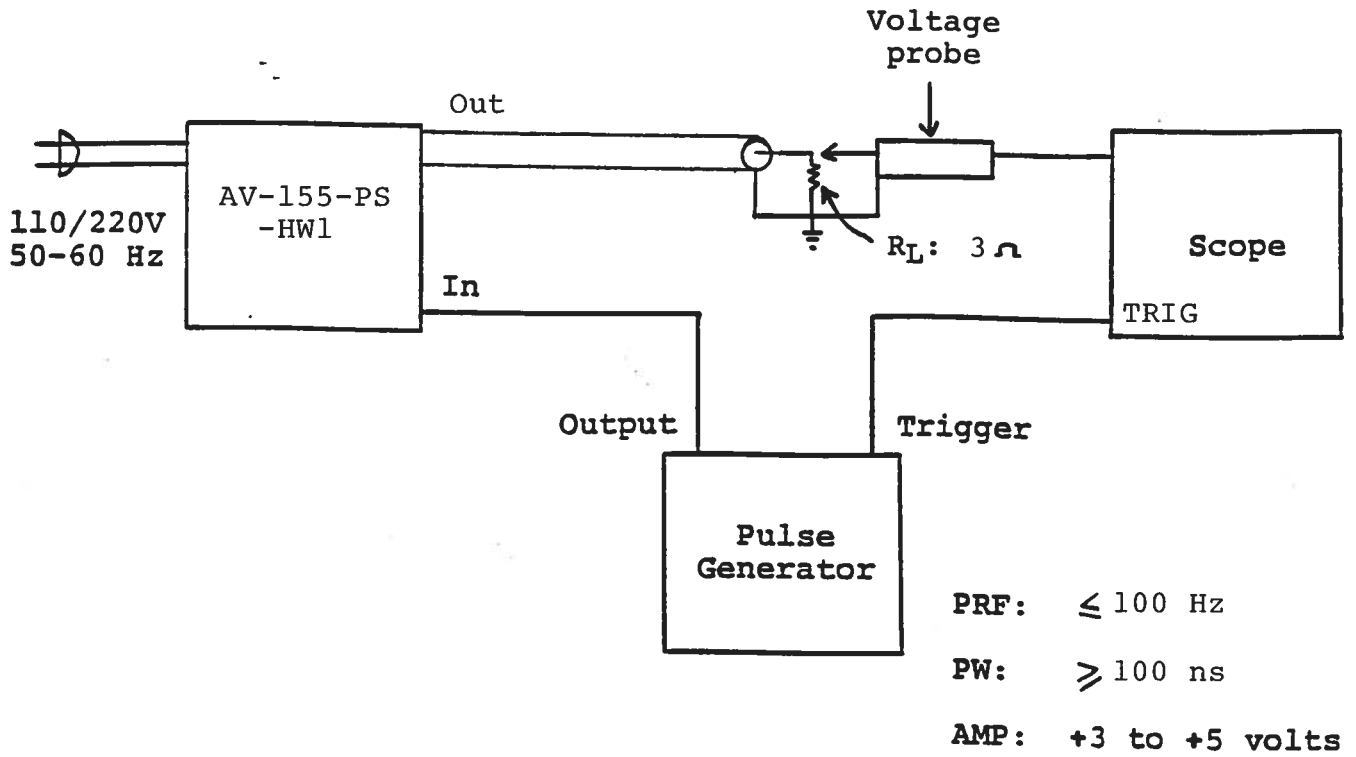 Voltage
probe
Out
AV-155-PS
-HW1
110/220V
50-60 Hz
RL: 3 Ω
Scope
In
TRIG
Output
Trigger
Pulse
Generator
PRF: ≤ 100 Hz
PW: ≥ 100 ns
AMP: +3 to +5 volts